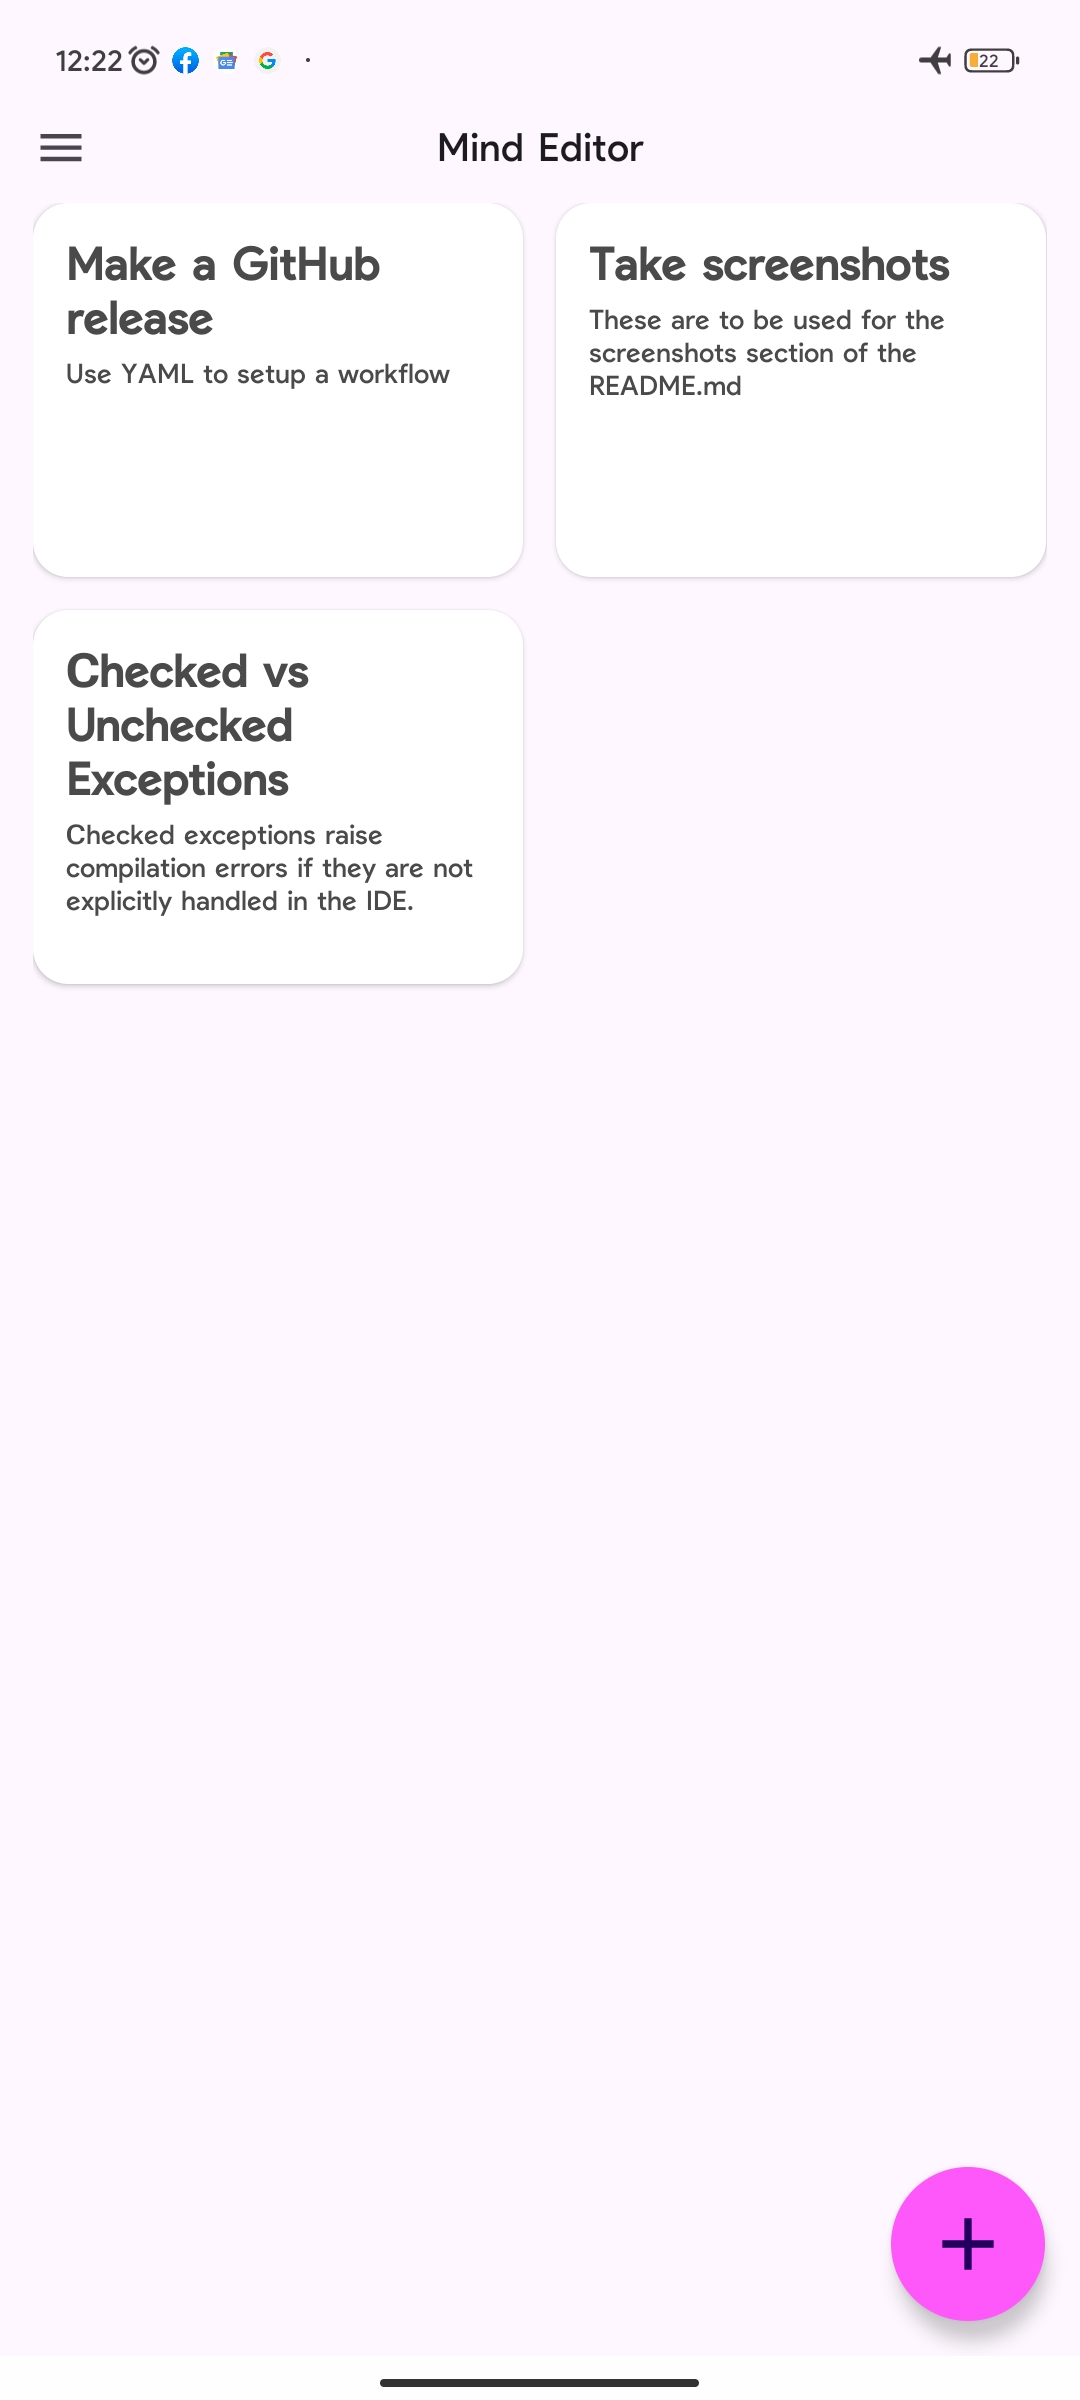 12:22
22
Mind Editor
Make a GitHub
release
Use YAML to setup a workflow
Take screenshots
These are to be used for the
screenshots section of the
README.md
Checked vs
Unchecked
Exceptions
Checked exceptions raise
compilation errors if they are not
explicitly handled in the IDE.